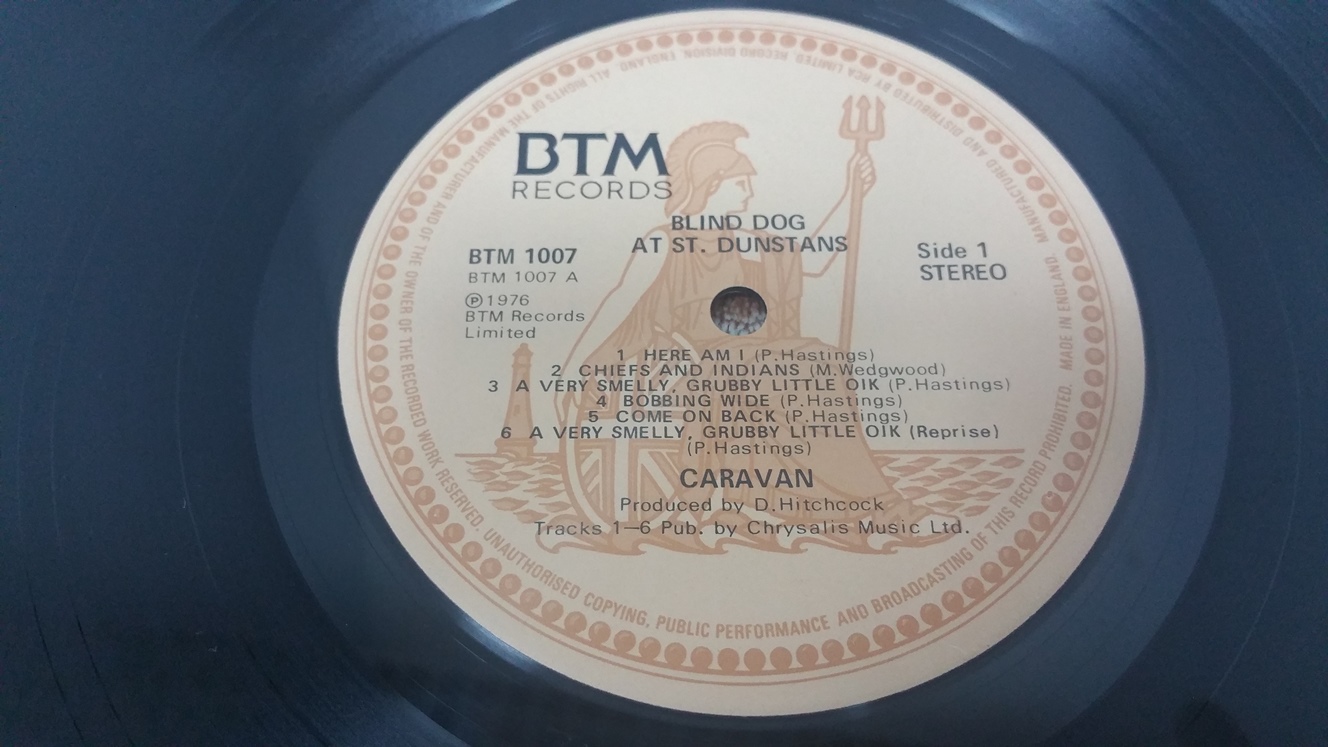 BTM
RECORDS
BLIND DOG
AT ST. DUNSTANS
BTM 1007
BTM 1007 A
Ⓟ1976
BTM Records
Limited
Side 1
STEREO
1 HERE AM I (P.Hastings)
2 CHIEFS AND INDIANS (M.Wedgwood)
3 A VERY SMELLY, GRUBBY LITTLE OIK (P.Hastings)
4 BOBBING WIDE (P.Hastings)
5 COME ON BACK (P.Hastings)
6 A VERY SMELLY, GRUBBY LITTLE OIK (Reprise)
(P.Hastings)
CARAVAN
Produced by D.Hitchcock
Tracks 1—6 Pub. by Chrysalis Music Ltd.
MANUFACTURED AND DISTRIBUTED BY RCA LIMITED, RECORD DIVISION, ENGLAND. ALL RIGHTS OF THE MANUFACTURER AND OF THE OWNER OF THE RECORDED WORK RESERVED. UNAUTHORISED COPYING, PUBLIC PERFORMANCE AND BROADCASTING OF THIS RECORD PROHIBITED. MADE IN ENGLAND.